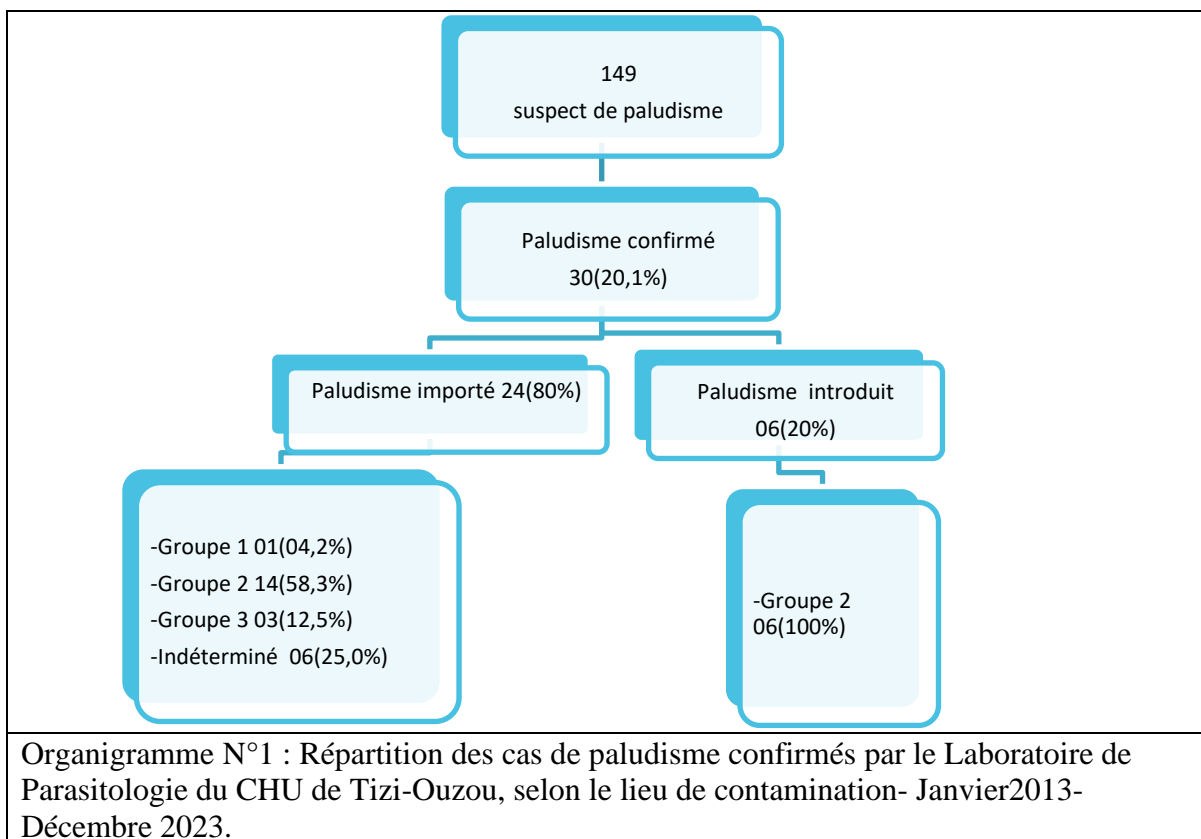 149
suspect de paludisme
Paludisme confirmé
30(20,1%)
Paludisme importé 24(80%)
Paludisme introduit
06(20%)
-Groupe 1 01(04,2%)
-Groupe 2 14(58,3%)
-Groupe 3 03(12,5%)
-Indéterminé 06(25,0%)
-Groupe 2
06(100%)
Organigramme N°1 : Répartition des cas de paludisme confirmés par le Laboratoire de
Parasitologie du CHU de Tizi-Ouzou, selon le lieu de contamination- Janvier2013-
Décembre 2023.